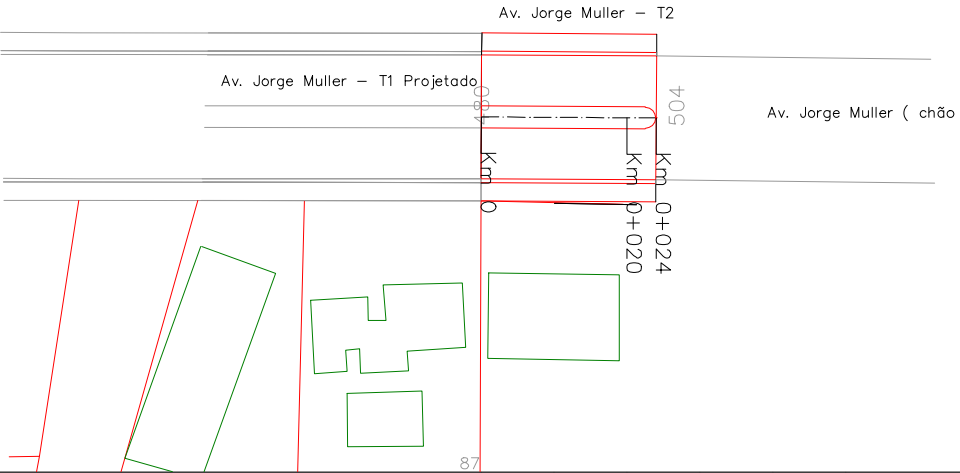 Av. Jorge Muller – T2
Av. Jorge Muller – T1 Projetado
480
504
Av. Jorge Muller ( chão
Km 0
Km 0+020
Km 0+024
87